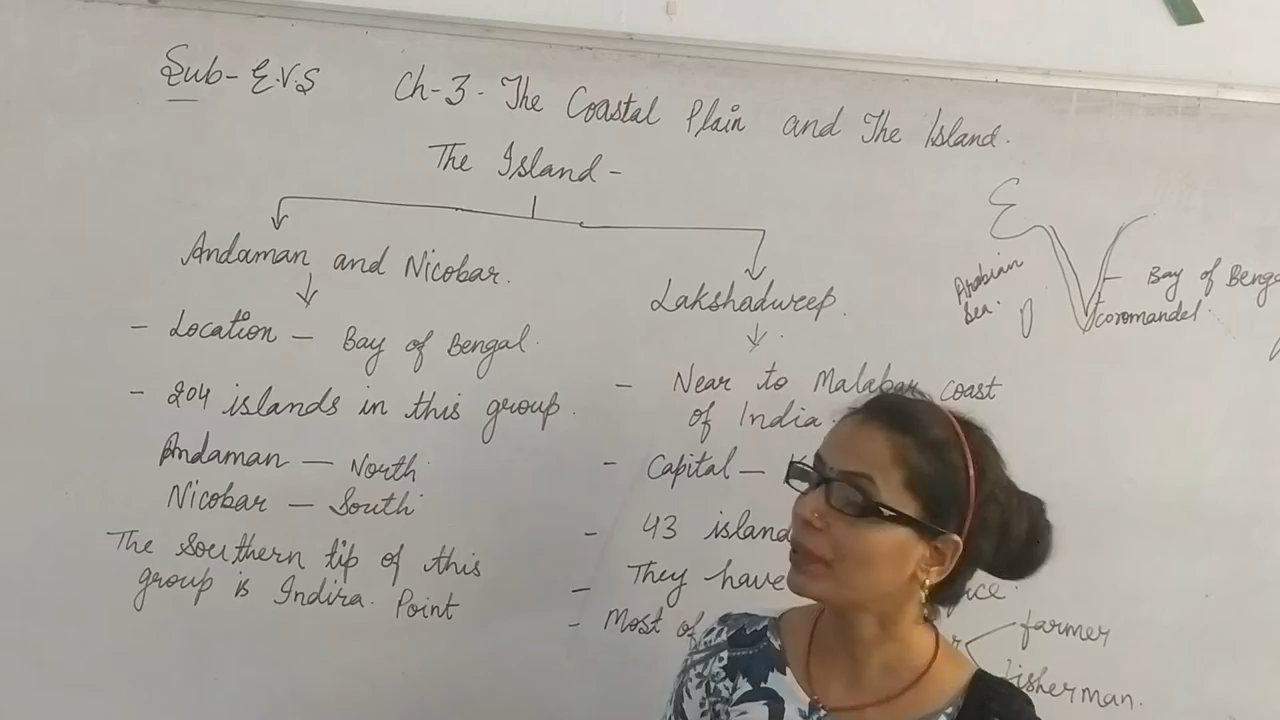 Sub- E.V.S Ch-3- The Coastal Plain and The Island.
The Island -
Andaman and Nicobar.
- Location - Bay of Bengal.
- 204 islands in this group.
Andaman - North
Nicobar - South
The Southern tip of this
group is Indira. Point
Lakshadweep.
- Near to Malabar coast
of India.
- Capital -
- 43 island
- They have
- Most of
farmer
fisherman.
Arabian
Sea.
Bay of
coromandel.